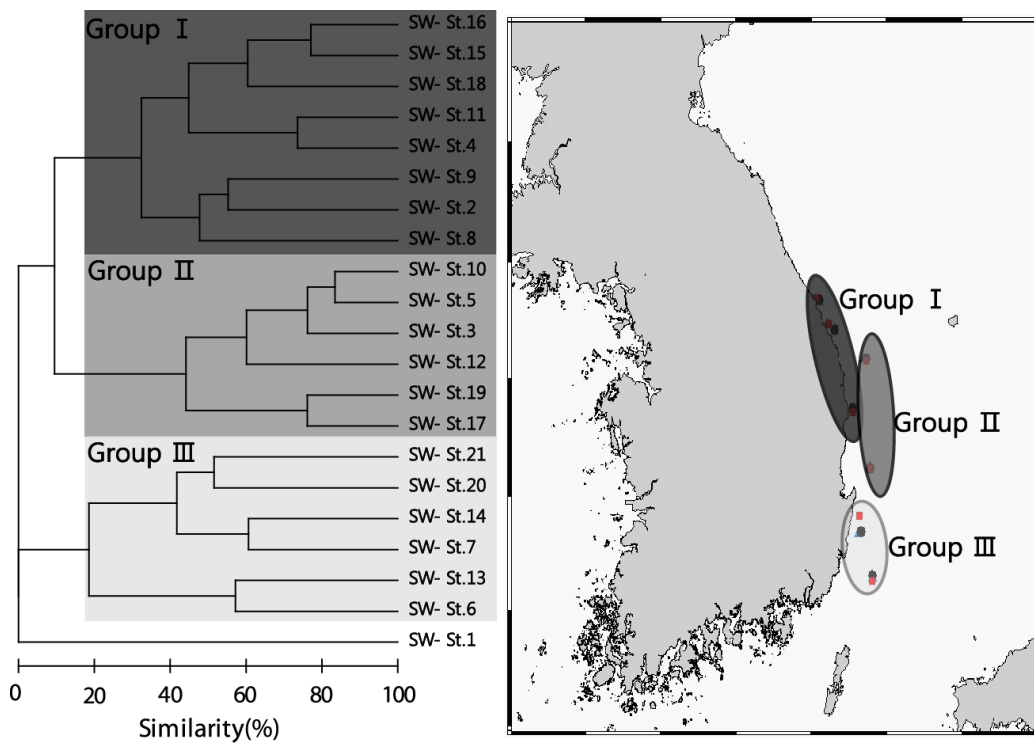 Group Ⅰ
SW- St.16
SW- St.15
SW- St.18
SW- St.11
SW- St.4
SW- St.9
SW- St.2
SW- St.8
Group Ⅱ
SW- St.10
SW- St.5
SW- St.3
SW- St.12
SW- St.19
SW- St.17
Group Ⅲ
SW- St.21
SW- St.20
SW- St.14
SW- St.7
SW- St.13
SW- St.6
SW- St.1
0 20 40 60 80 100
Similarity(%)
Group Ⅰ
Group Ⅱ
Group Ⅲ